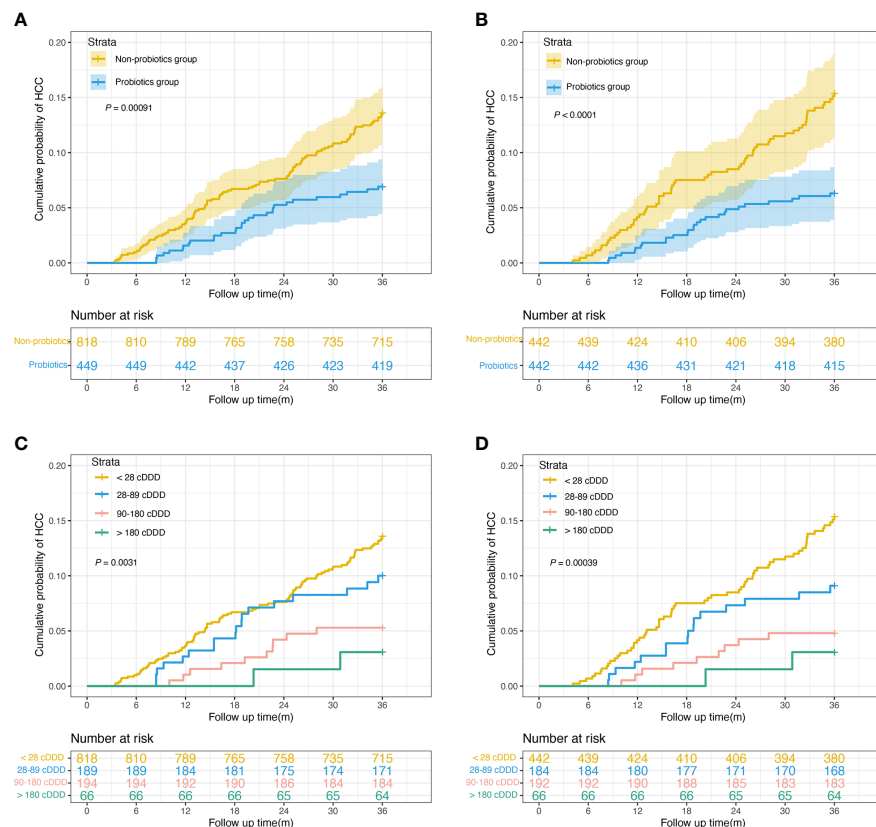 A
0.20
0.15
0.10
0.05
0.00
Cumulative probability of HCC
Strata
Non-probiotics group
Probiotics group
P = 0.00091
0 6 12 18 24 30 36
Follow up time(m)
Number at risk
Non-probiotics 818 810 789 765 758 735 715
Probiotics 449 449 442 437 426 423 419
0 6 12 18 24 30 36
Follow up time(m)
B
0.20
0.15
0.10
0.05
0.00
Cumulative probability of HCC
Strata
Non-probiotics group
Probiotics group
P < 0.0001
0 6 12 18 24 30 36
Follow up time(m)
Number at risk
Non-probiotics 442 439 424 410 406 394 380
Probiotics 442 442 436 431 421 418 415
0 6 12 18 24 30 36
Follow up time(m)
C
0.20
0.15
0.10
0.05
0.00
Cumulative probability of HCC
Strata
< 28 cDDD
28-89 cDDD
90-180 cDDD
> 180 cDDD
P = 0.0031
0 6 12 18 24 30 36
Follow up time(m)
Number at risk
< 28 cDDD 818 810 789 765 758 735 715
28-89 cDDD 189 189 184 181 175 174 171
90-180 cDDD 194 194 192 190 186 184 184
> 180 cDDD 66 66 66 66 65 65 64
0 6 12 18 24 30 36
Follow up time(m)
D
0.20
0.15
0.10
0.05
0.00
Cumulative probability of HCC
Strata
< 28 cDDD
28-89 cDDD
90-180 cDDD
> 180 cDDD
P = 0.00039
0 6 12 18 24 30 36
Follow up time(m)
Number at risk
< 28 cDDD 442 439 424 410 406 394 380
28-89 cDDD 184 184 180 177 171 170 168
90-180 cDDD 192 192 190 188 185 183 183
> 180 cDDD 66 66 66 66 65 65 64
0 6 12 18 24 30 36
Follow up time(m)